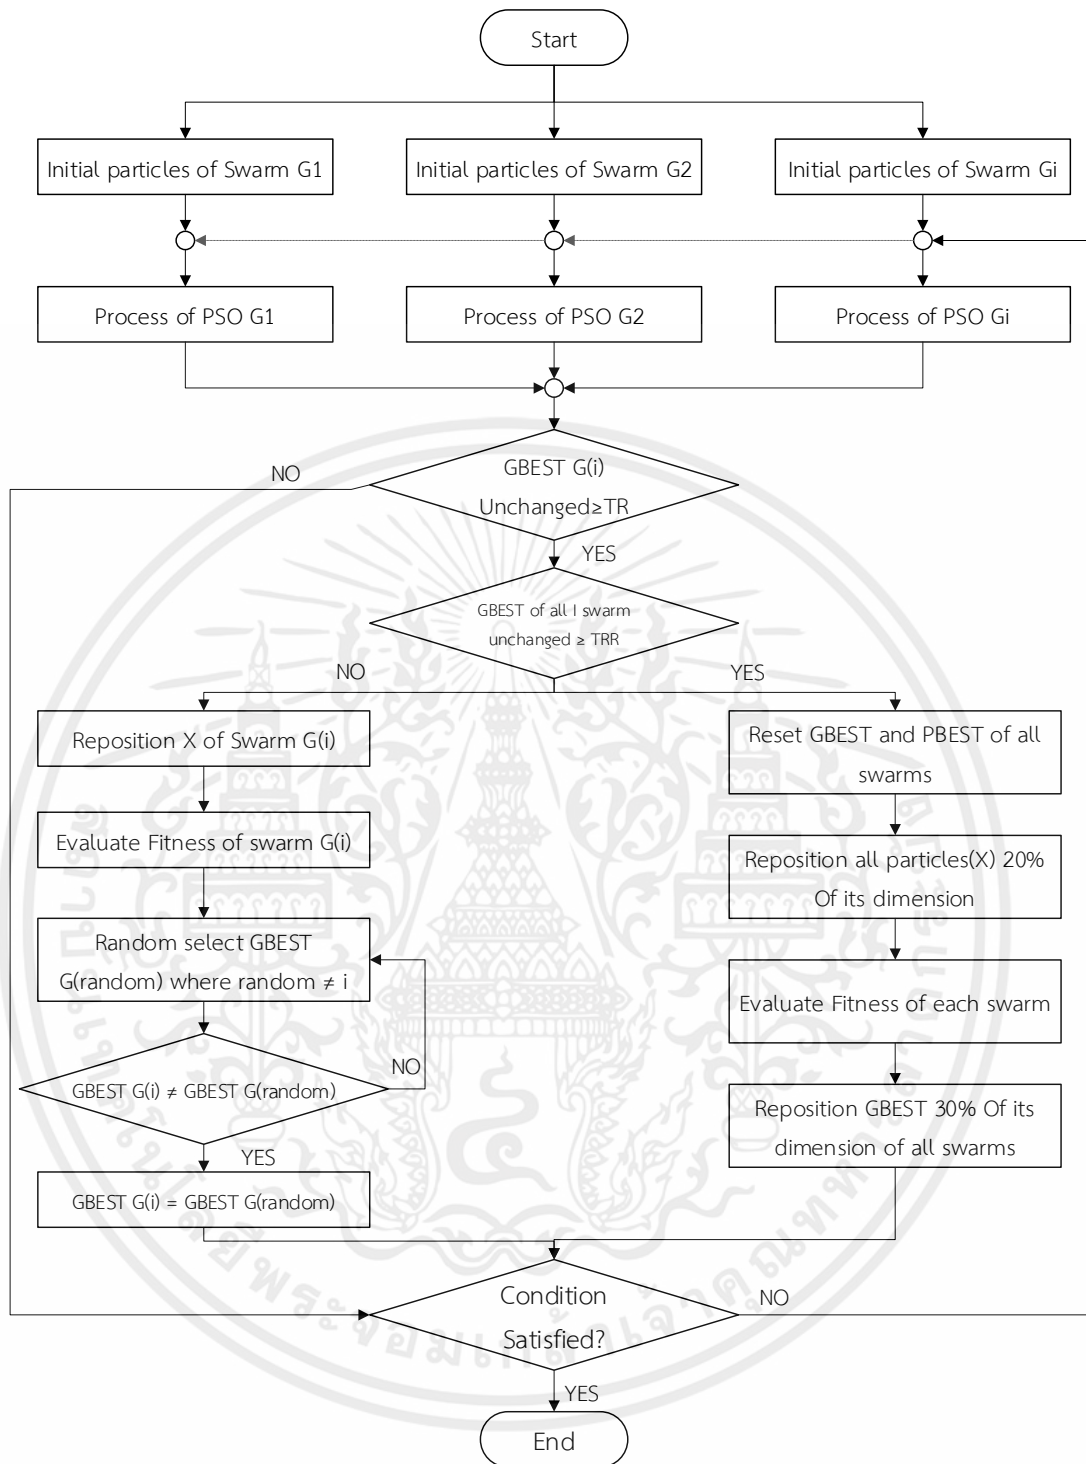 Start
Initial particles of Swarm G1
Initial particles of Swarm G2
Initial particles of Swarm Gi
Process of PSO G1
Process of PSO G2
Process of PSO Gi
GBEST G(i)
Unchanged≥TR
NO
YES
GBEST of all I swarm
unchanged ≥ TRR
NO
YES
Reposition X of Swarm G(i)
Evaluate Fitness of swarm G(i)
Random select GBEST
G(random) where random ≠ i
GBEST G(i) ≠ GBEST G(random)
NO
YES
GBEST G(i) = GBEST G(random)
Reset GBEST and PBEST of all
swarms
Reposition all particles(X) 20%
Of its dimension
Evaluate Fitness of each swarm
Reposition GBEST 30% Of its
dimension of all swarms
Condition
Satisfied?
NO
YES
End